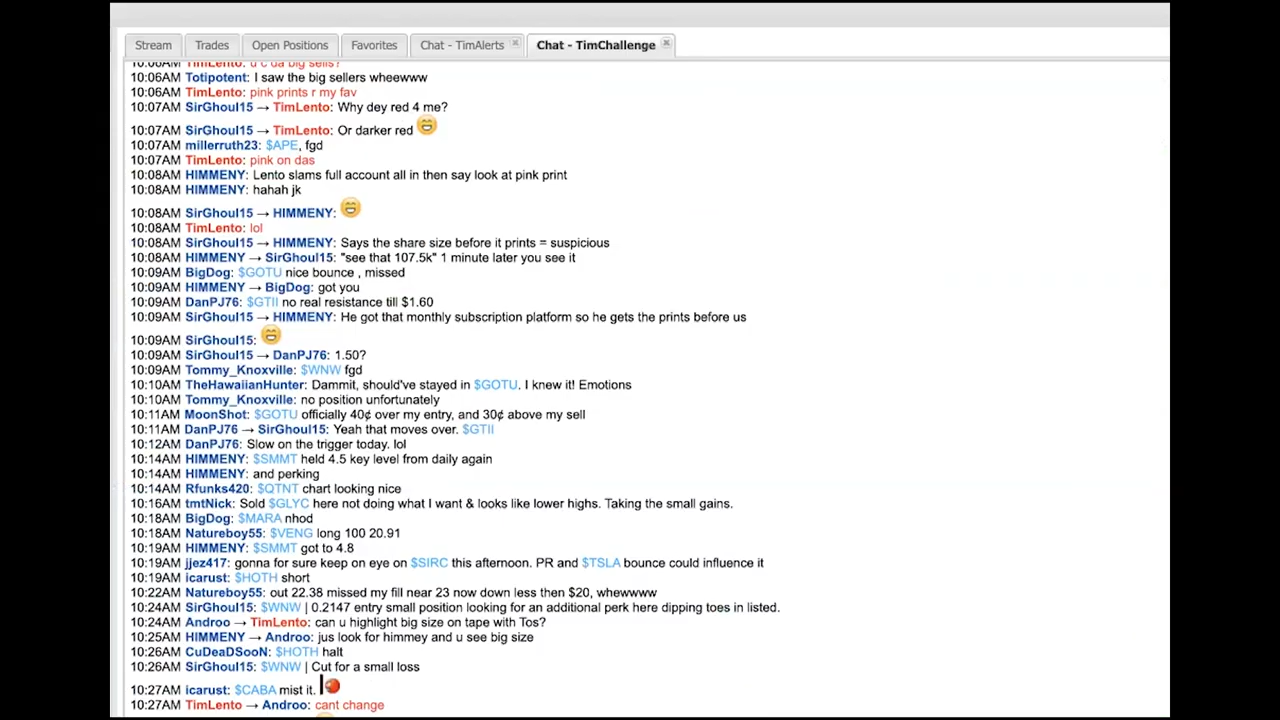 Stream Trades Open Positions Favorites Chat - TimAlerts Chat - TimChallenge
10:06AM TimLento: u c da big sells?
10:06AM Totipotent: I saw the big sellers wheewww
10:06AM TimLento: pink prints r my fav
10:07AM SirGhoul15 → TimLento: Why dey red 4 me?
10:07AM SirGhoul15 → TimLento: Or darker red
10:07AM millerruth23: $APE, fgd
10:07AM TimLento: pink on das
10:08AM HIMMENY: Lento slams full account all in then say look at pink print
10:08AM HIMMENY: hahah jk
10:08AM SirGhoul15 → HIMMENY:
10:08AM TimLento: lol
10:08AM SirGhoul15 → HIMMENY: Says the share size before it prints = suspicious
10:08AM HIMMENY → SirGhoul15: "see that 107.5k" 1 minute later you see it
10:09AM BigDog: $GOTU nice bounce , missed
10:09AM HIMMENY → BigDog: got you
10:09AM DanPJ76: $GTII no real resistance till $1.60
10:09AM SirGhoul15 → HIMMENY: He got that monthly subscription platform so he gets the prints before us
10:09AM SirGhoul15:
10:09AM SirGhoul15 → DanPJ76: 1.50?
10:09AM Tommy_Knoxville: $WNW fgd
10:10AM TheHawaiianHunter: Dammit, should've stayed in $GOTU. I knew it! Emotions
10:10AM Tommy_Knoxville: no position unfortunately
10:11AM MoonShot: $GOTU officially 40¢ over my entry, and 30¢ above my sell
10:11AM DanPJ76 → SirGhoul15: Yeah that moves over. $GTII
10:12AM DanPJ76: Slow on the trigger today. lol
10:14AM HIMMENY: $SMMT held 4.5 key level from daily again
10:14AM HIMMENY: and perking
10:14AM Rfunks420: $QTNT chart looking nice
10:16AM tmtNick: Sold $GLYC here not doing what I want & looks like lower highs. Taking the small gains.
10:18AM BigDog: $MARA nhod
10:18AM Natureboy55: $VENG long 100 20.91
10:19AM HIMMENY: $SMMT got to 4.8
10:19AM jjez417: gonna for sure keep on eye on $SIRC this afternoon. PR and $TSLA bounce could influence it
10:19AM icarust: $HOTH short
10:22AM Natureboy55: out 22.38 missed my fill near 23 now down less then $20, whewwww
10:24AM SirGhoul15: $WNW | 0.2147 entry small position looking for an additional perk here dipping toes in listed.
10:24AM Androo → TimLento: can u highlight big size on tape with Tos?
10:25AM HIMMENY → Androo: jus look for himmey and u see big size
10:26AM CuDeaDSooN: $HOTH halt
10:26AM SirGhoul15: $WNW | Cut for a small loss
10:27AM icarust: $CABA mist it.
10:27AM TimLento → Androo: cant change